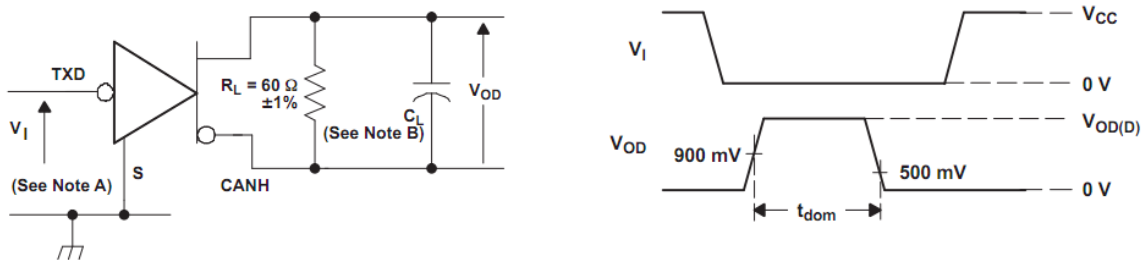 TXD
R_L = 60 Ω
±1%
C_L
(See Note B)
V_OD
V_I
(See Note A)
S
CANH
V_I
V_CC
0 V
V_OD
900 mV
500 mV
V_OD(D)
0 V
t_dom